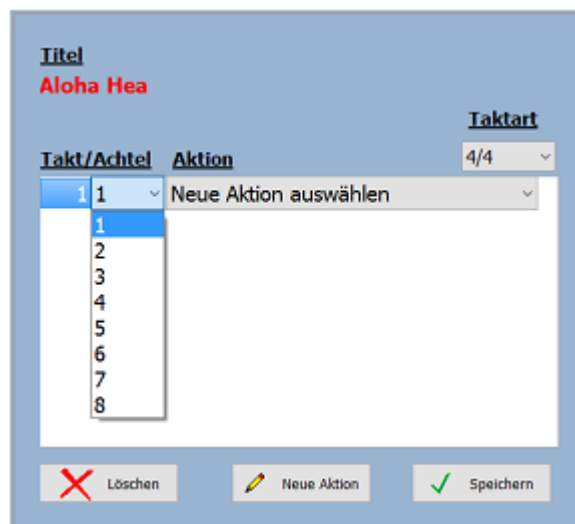 Titel
Aloha Hea
Taktart
Takt/Achtel Aktion 4/4
1 1 Neue Aktion auswählen
1
2
3
4
5
6
7
8
Löschen Neue Aktion Speichern